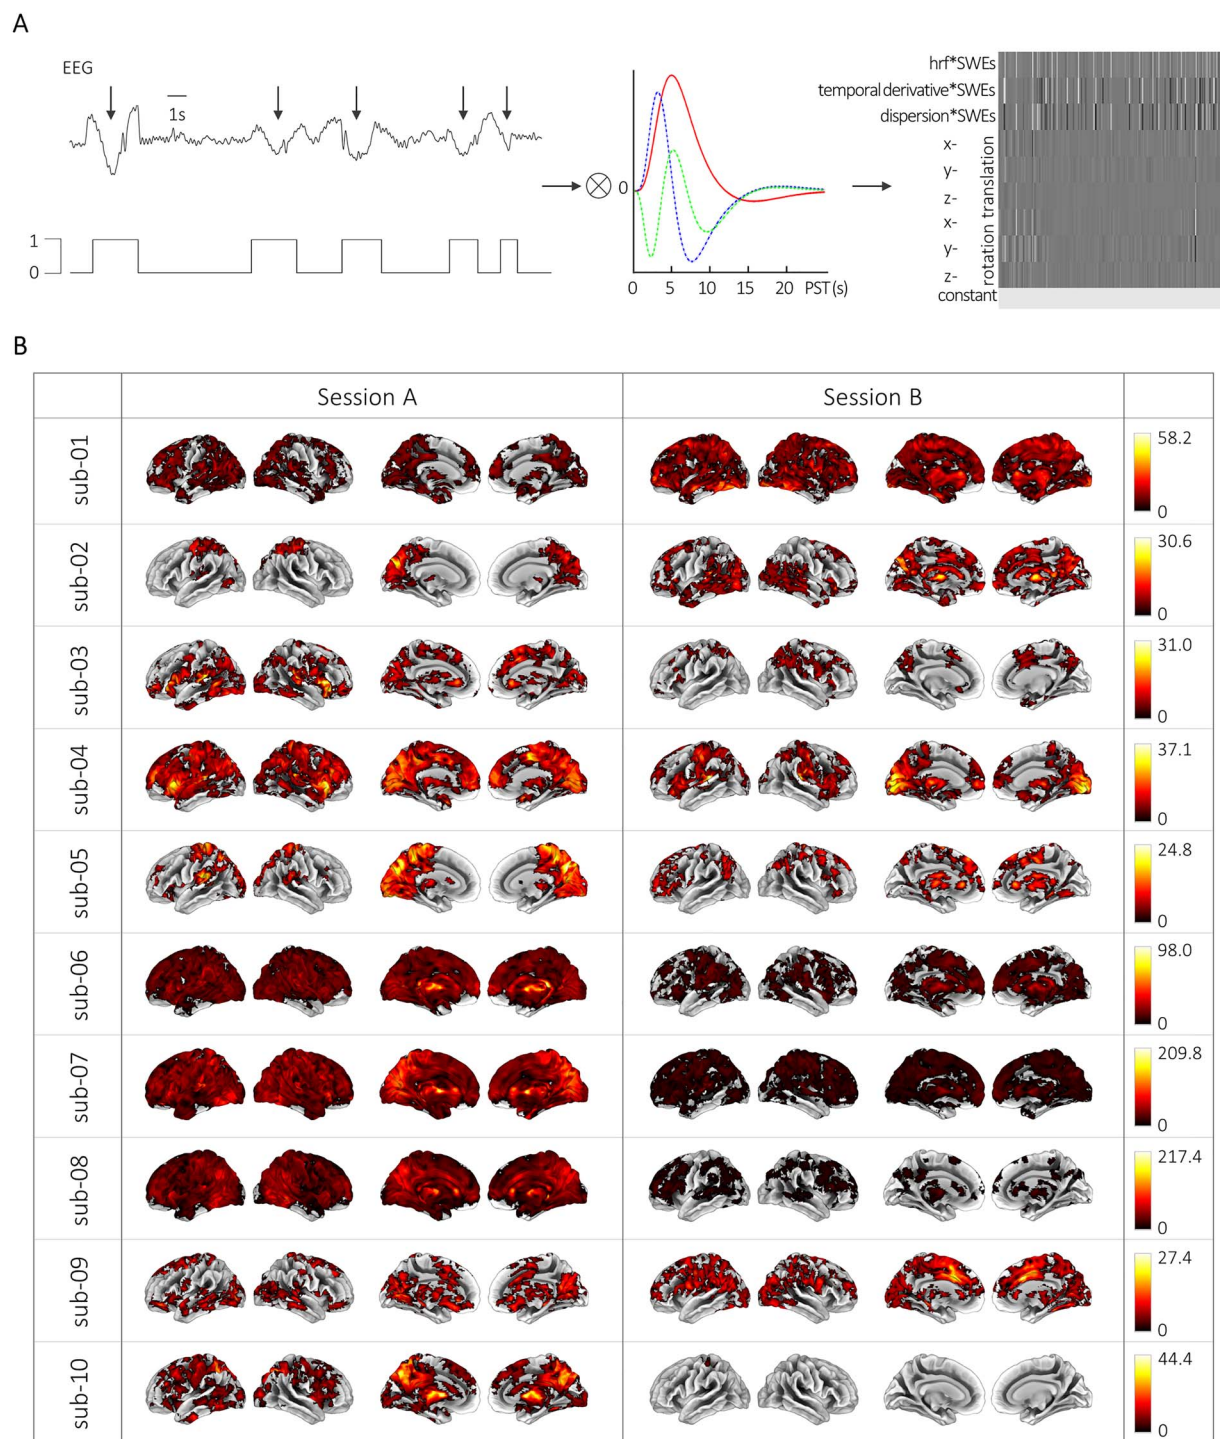 A
EEG
1s
1
0
0
0 5 10 15 20 PST(s)
hrf*SWEs
temporal derivative*SWEs
dispersion*SWEs
x-
y-
z-
translation
x-
y-
z-
rotation
constant
B
Session A Session B
sub-01
58.2
0
sub-02
30.6
0
sub-03
31.0
0
sub-04
37.1
0
sub-05
24.8
0
sub-06
98.0
0
sub-07
209.8
0
sub-08
217.4
0
sub-09
27.4
0
sub-10
44.4
0